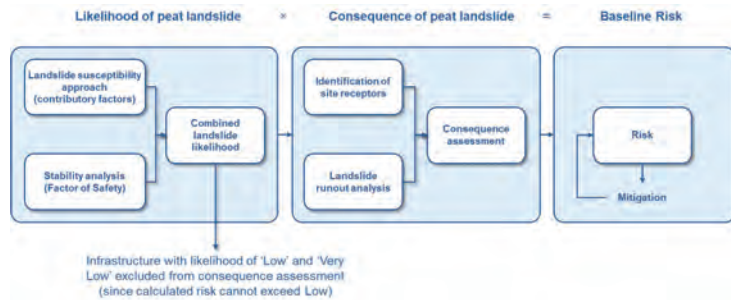 Likelihood of peat landslide × Consequence of peat landslide = Baseline Risk
Landslide susceptibility
approach
(contributory factors)
Stability analysis
(Factor of Safety)
Combined
landslide
likelihood
Identification of
site receptors
Landslide
runout analysis
Consequence
assessment
Risk
Mitigation
Infrastructure with likelihood of 'Low' and 'Very
Low' excluded from consequence assessment
(since calculated risk cannot exceed Low)